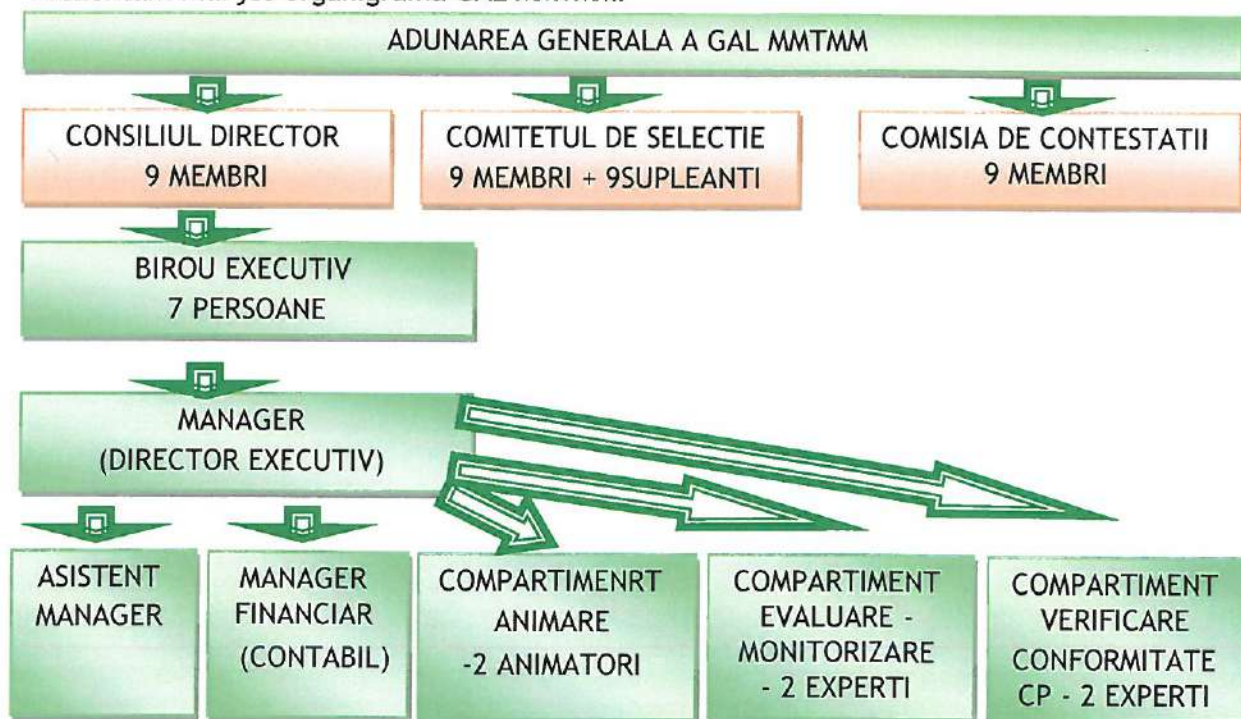 organigrama GAL
ADUNAREA GENERALA A GAL MMTMM
CONSILIUL DIRECTOR
9 MEMBRI
COMITETUL DE SELECTIE
9 MEMBRI + 9SUPLEANTI
COMISIA DE CONTESTATII
9 MEMBRI
BIROU EXECUTIV
7 PERSOANE
MANAGER
(DIRECTOR EXECUTIV)
ASISTENT
MANAGER
MANAGER
FINANCIAR
(CONTABIL)
COMPARTIMENRT
ANIMARE
-2 ANIMATORI
COMPARTIMENT
EVALUARE -
MONITORIZARE
- 2 EXPERTI
COMPARTIMENT
VERIFICARE
CONFORMITATE
CP - 2 EXPERTI